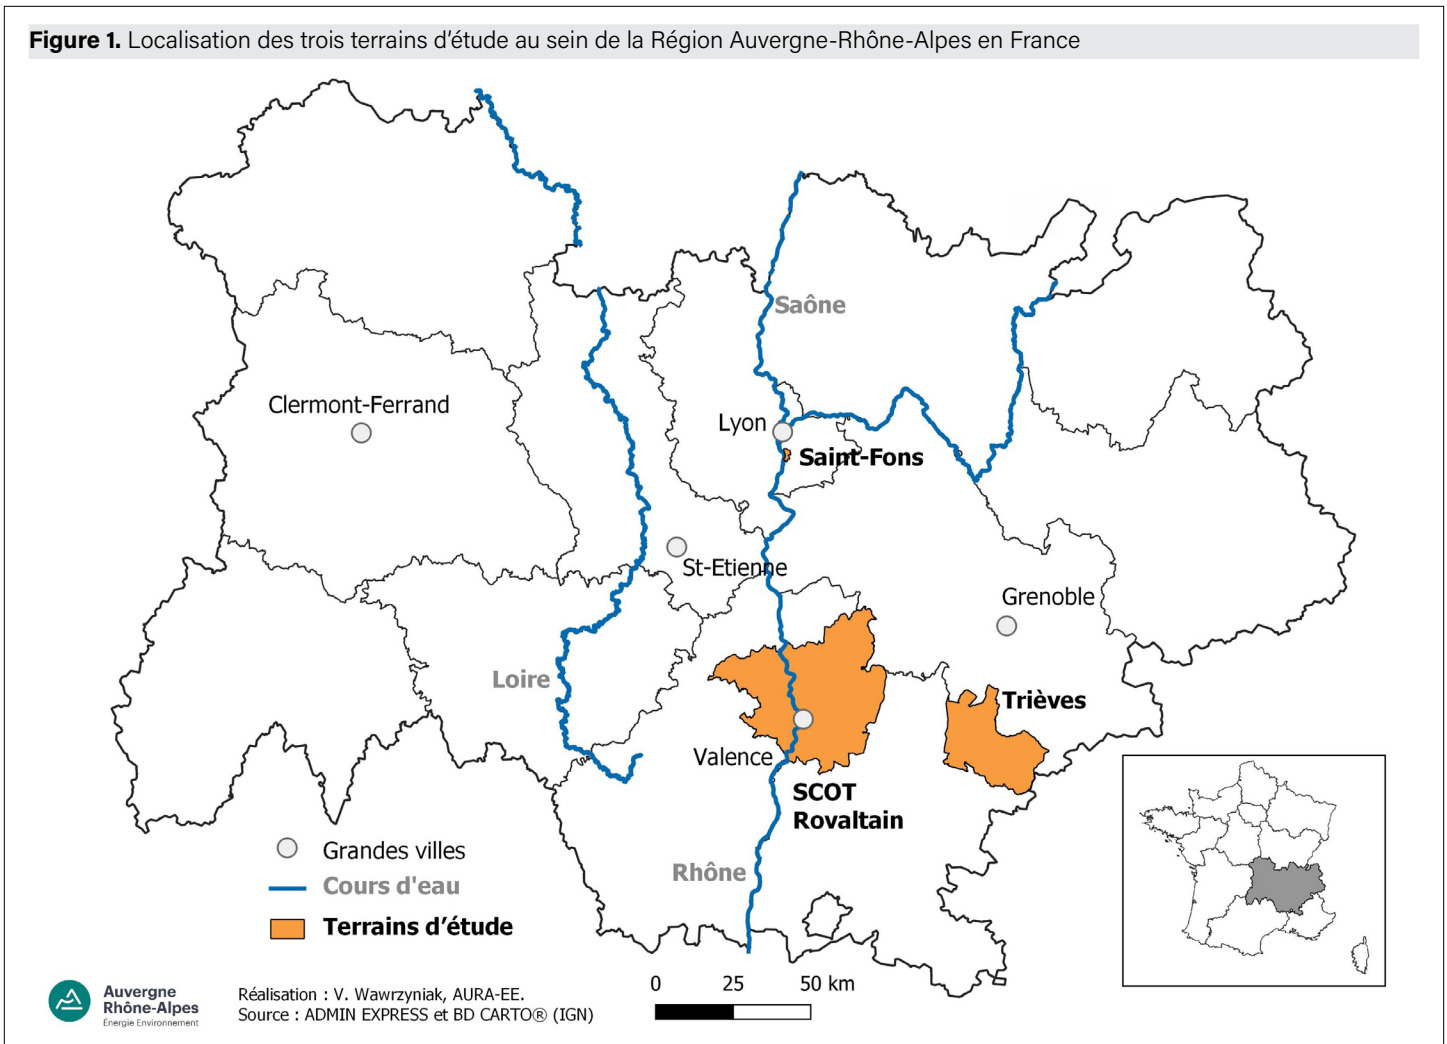 Figure 1. Localisation des trois terrains d'étude au sein de la Région Auvergne-Rhône-Alpes en France
Saône
Clermont-Ferrand
Lyon
Saint-Fons
St-Etienne
Grenoble
Loire
Trièves
Valence
SCOT
Rovaltain
Rhône
Grandes villes
Cours d'eau
Terrains d’étude
0 25 50 km
Auvergne
Rhône-Alpes
Énergie Environnement
Réalisation : V. Wawrzyniak, AURA-EE.
Source : ADMIN EXPRESS et BD CARTO® (IGN)